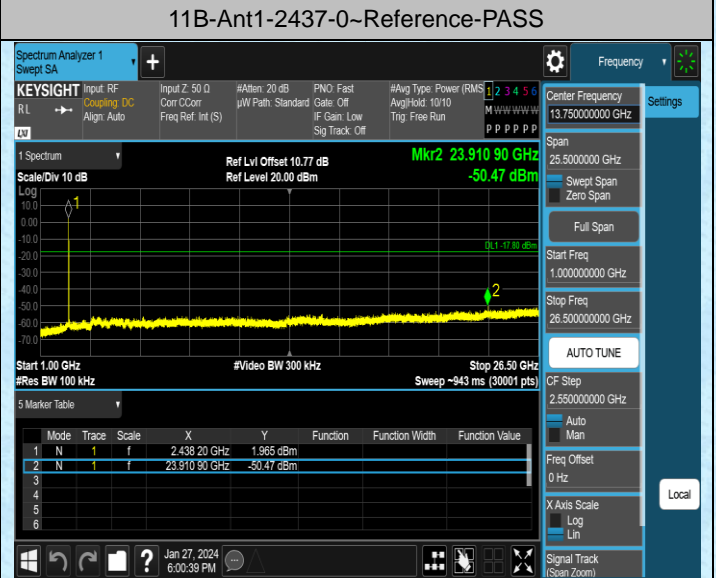 11B-Ant1-2437-0~Reference-PASS
Spectrum Analyzer 1
Swept SA
+
Frequency
KEYSIGHT
RL
Input: RF
Coupling: DC
Align: Auto
Input Z: 50 Ω
Corr CCorr
Freq Ref: Int (S)
#Atten: 20 dB
µW Path: Standard
PNO: Fast
Gate: Off
IF Gain: Low
Sig Track: Off
#Avg Type: Power (RMS
Avg|Hold: 10/10
Trig: Free Run
1 2 3 4 5 6
M W W W W W
P P P P P P
1 Spectrum
Scale/Div 10 dB
Ref Lvl Offset 10.77 dB
Ref Level 20.00 dBm
Mkr2 23.910 90 GHz
-50.47 dBm
Log
10.0
0.00
-10.0
-20.0
-30.0
-40.0
-50.0
-60.0
-70.0
1
DL1 -17.80 dBm
2
Start 1.00 GHz
#Res BW 100 kHz
#Video BW 300 kHz
Stop 26.50 GHz
Sweep ~943 ms (30001 pts)
5 Marker Table
Mode Trace Scale X Y Function Function Width Function Value
1 N 1 f 2.438 20 GHz 1.965 dBm
2 N 1 f 23.910 90 GHz -50.47 dBm
3
4
5
6
Jan 27, 2024
6:00:39 PM
?
Center Frequency
13.750000000 GHz
Settings
Span
25.5000000 GHz
Swept Span
Zero Span
Full Span
Start Freq
1.000000000 GHz
Stop Freq
26.500000000 GHz
AUTO TUNE
CF Step
2.550000000 GHz
Auto
Man
Freq Offset
0 Hz
X Axis Scale
Log
Lin
Local
Signal Track
(Span Zoom)